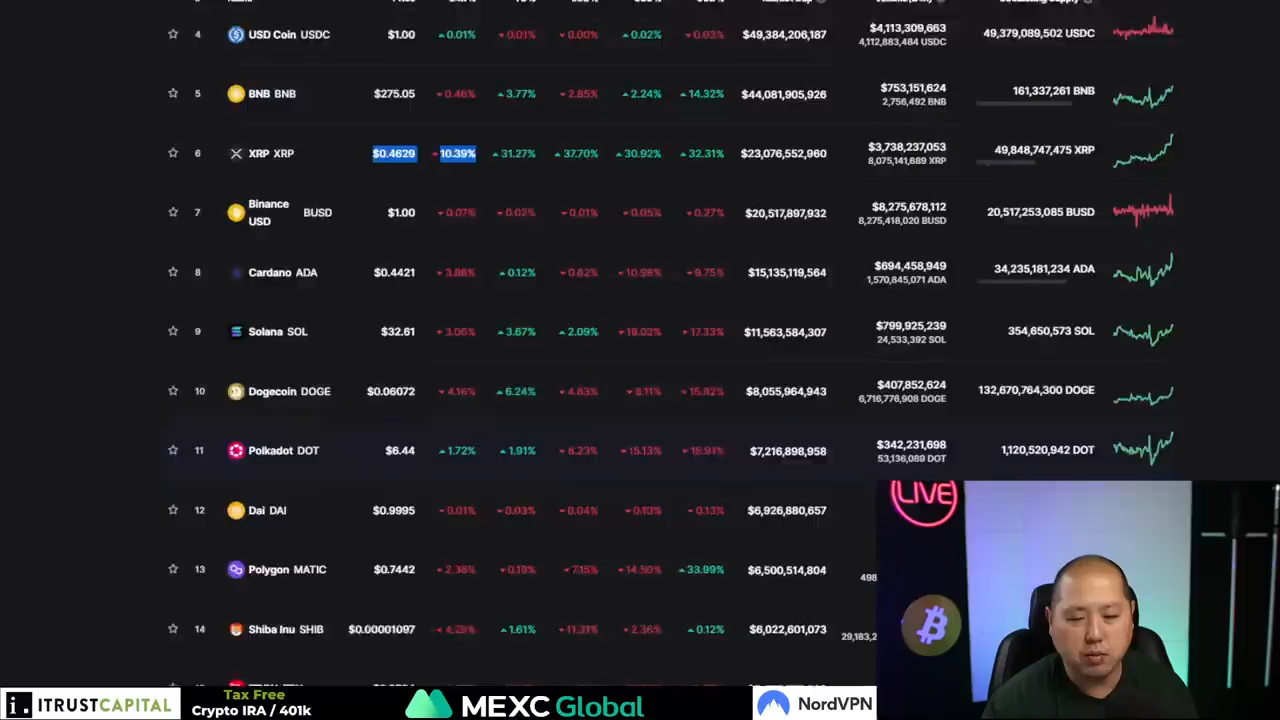 4 USD Coin USDC $1.00 0.01% 0.01% 0.00% 0.02% 0.03% $49,384,206,187 $4,113,309,663 49,379,089,502 USDC
4,112,883,484 USDC
5 BNB BNB $275.05 0.46% 3.77% 2.85% 2.24% 14.32% $44,081,905,926 $753,151,624 161,337,261 BNB
2,756,492 BNB
6 XRP XRP $0.4629 10.39% 31.27% 37.70% 30.92% 32.31% $23,076,552,960 $3,738,237,053 49,848,747,475 XRP
8,075,141,689 XRP
7 Binance USD BUSD $1.00 0.07% 0.02% 0.01% 0.05% 0.27% $20,517,897,932 $8,275,678,112 20,517,253,085 BUSD
8,275,418,020 BUSD
8 Cardano ADA $0.4421 3.86% 0.12% 0.62% 10.98% 9.75% $15,135,119,564 $694,458,949 34,235,181,234 ADA
1,570,845,071 ADA
9 Solana SOL $32.61 3.06% 3.67% 2.09% 18.02% 17.33% $11,563,584,307 $799,925,239 354,650,573 SOL
24,533,392 SOL
10 Dogecoin DOGE $0.06072 4.16% 6.24% 4.63% 8.11% 15.82% $8,055,964,943 $407,852,624 132,670,764,300 DOGE
6,716,776,908 DOGE
11 Polkadot DOT $6.44 1.72% 1.91% 8.23% 15.13% 15.91% $7,216,898,958 $342,231,698 1,120,520,942 DOT
53,136,069 DOT
12 Dai DAI $0.9995 0.01% 0.03% 0.04% 0.10% 0.13% $6,926,880,657
13 Polygon MATIC $0.7442 2.38% 0.19% 7.15% 14.50% 33.99% $6,500,514,804
498
14 Shiba Inu SHIB $0.00001097 4.29% 1.61% 11.31% 2.36% 0.12% $6,022,601,073
29,183,2
LIVE
i. ITRUSTCAPITAL
Tax Free
Crypto IRA / 401k
MEXC Global
NordVPN